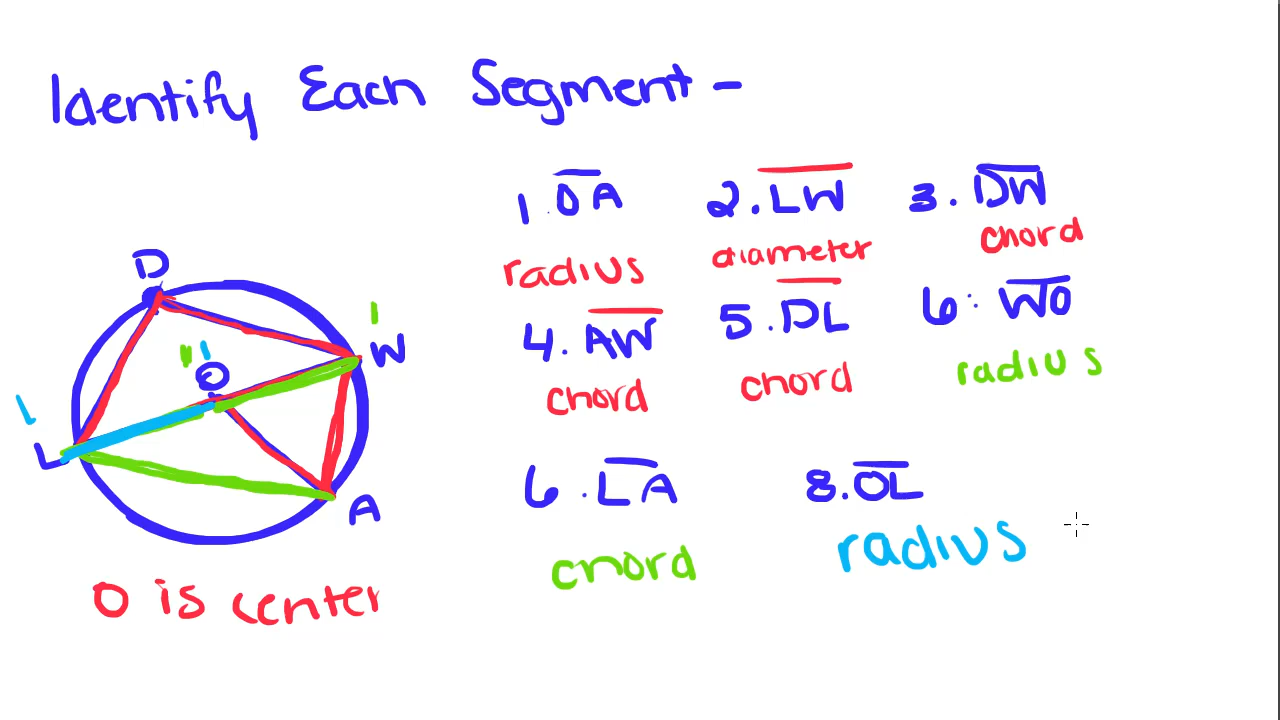 Identify Each Segment -
1. OA 2. LW 3. DW
radius diameter chord
4. AW 5. DL 6. WO
chord chord radius
6. LA 8. OL
chord radius
D
W
O
L
A
O is center